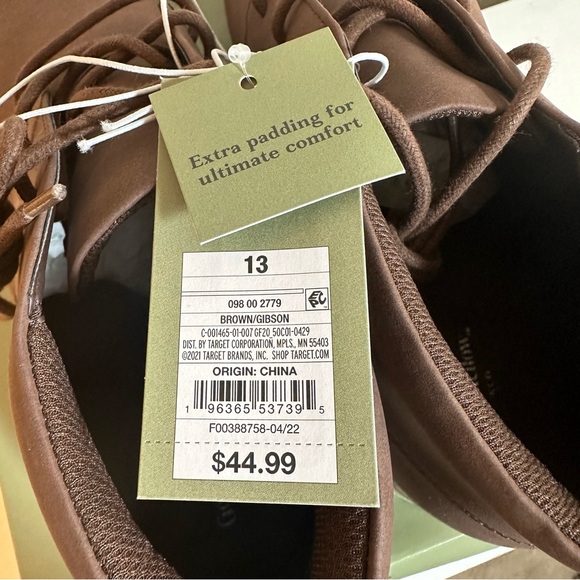 Extra padding for
ultimate comfort
13
098 00 2779
BROWN/GIBSON
C-001465-01-007 GF20 50C01-0429
DIST. BY TARGET CORPORATION, MPLS., MN 55403
©2021 TARGET BRANDS, INC. SHOP TARGET.COM
ORIGIN: CHINA
1 96365 53739 5
F00388758-04/22
$44.99